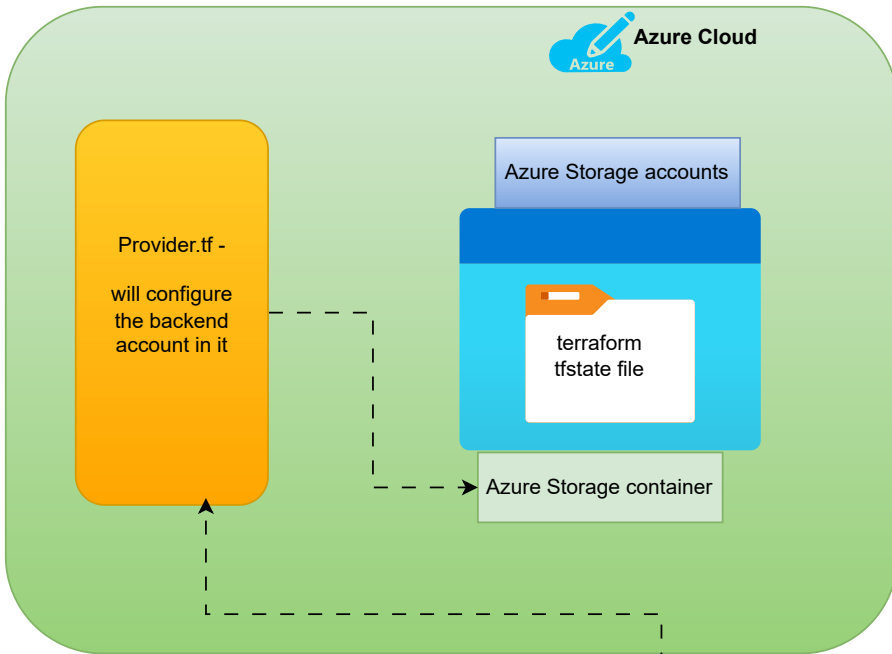 Azure
Azure Cloud
Azure Storage accounts
Provider.tf -
will configure
the backend
account in it
terraform
tfstate file
Azure Storage container